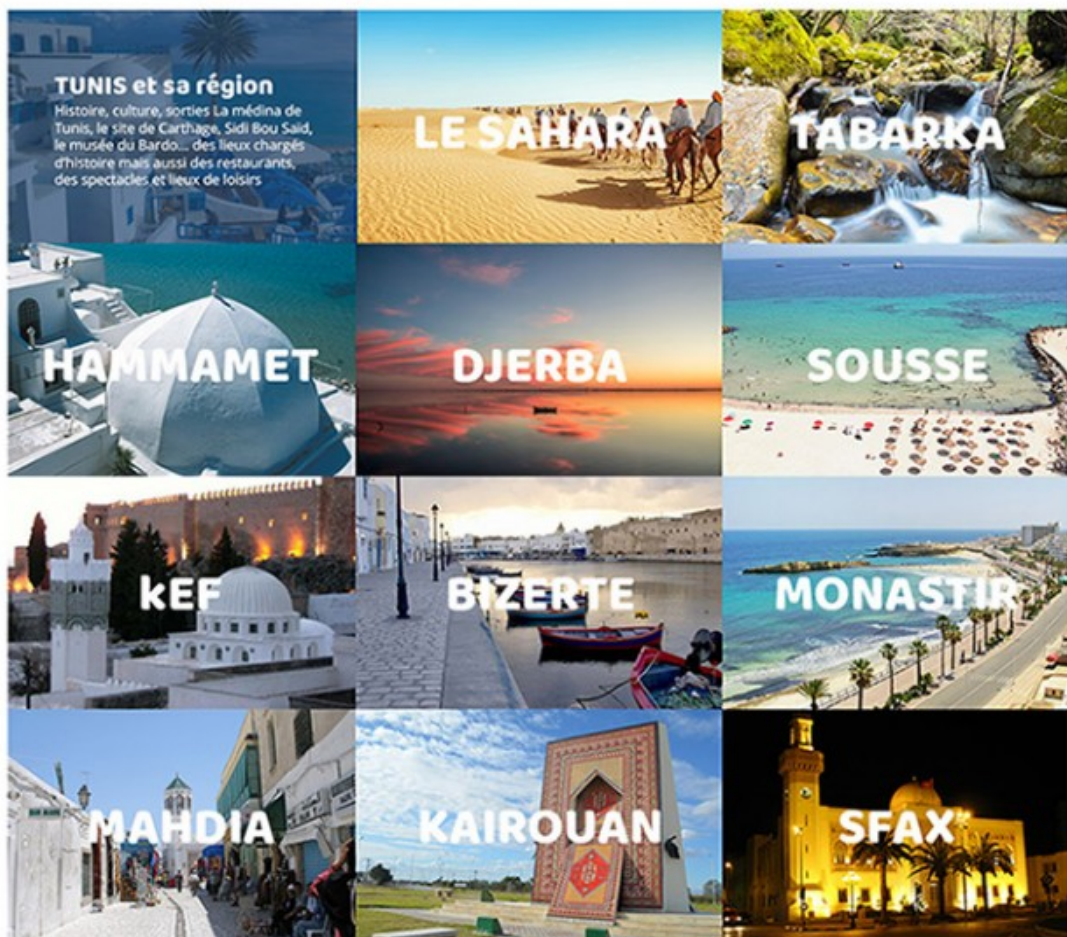 TUNIS et sa région
Histoire, culture, sorties La médina de
Tunis, le site de Carthage, Sidi Bou Said,
le musée du Bardo... des lieux chargés
d'histoire mais aussi des restaurants,
des spectacles et lieux de loisirs
LE SAHARA
TABARKA
HAMMAMET
DJERBA
SOUSSE
kEF
BIZERTE
MONASTIR
MAHDIA
KAIROUAN
SFAX